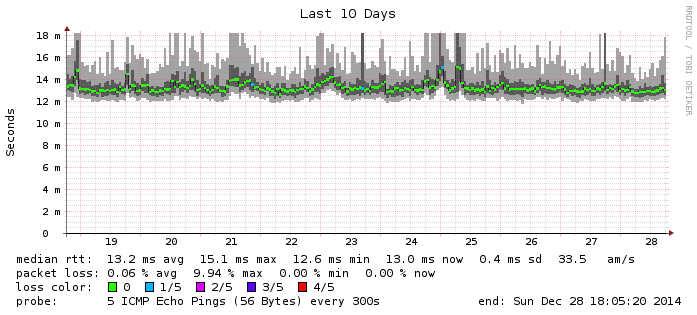 Last 10 Days
RRDTOOL / TOBI OETIKER
Seconds
18 m
16 m
14 m
12 m
10 m
8 m
6 m
4 m
2 m
0
19 20 21 22 23 24 25 26 27 28
median rtt: 13.2 ms avg 15.1 ms max 12.6 ms min 13.0 ms now 0.4 ms sd 33.5 am/s
packet loss: 0.06 % avg 9.94 % max 0.00 % min 0.00 % now
loss color: 0 1/5 2/5 3/5 4/5
probe: 5 ICMP Echo Pings (56 Bytes) every 300s end: Sun Dec 28 18:05:20 2014